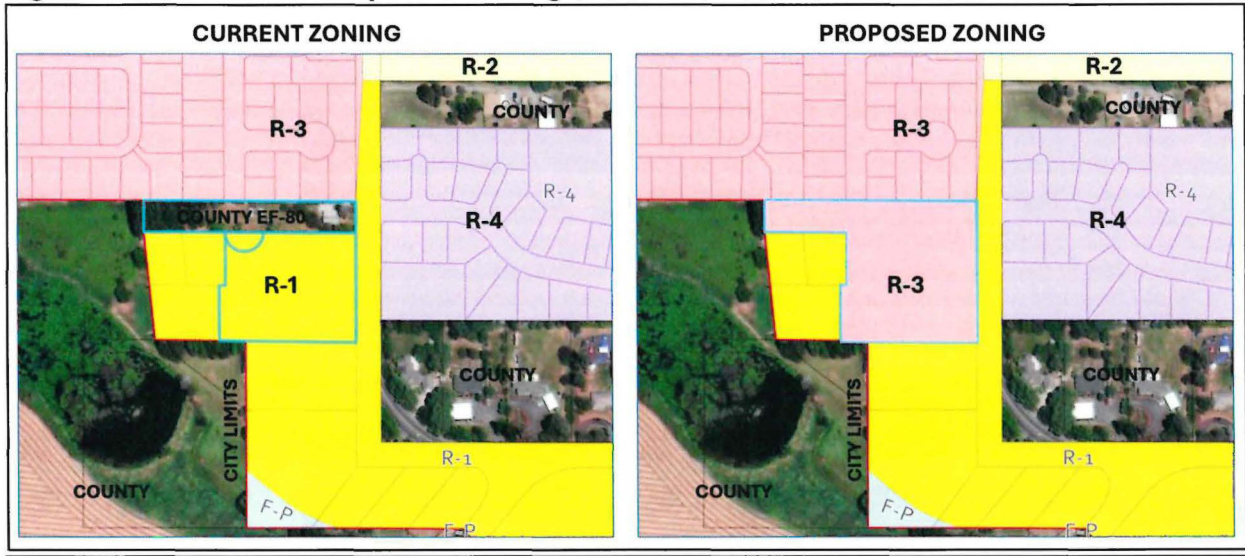 CURRENT ZONING
R-2
COUNTY
R-3
R-4
COUNTY EF-80
R-4
R-1
COUNTY
CITY LIMITS
R-1
COUNTY
F-P
F-P
PROPOSED ZONING
R-2
COUNTY
R-3
R-4
R-4
R-3
COUNTY
CITY LIMITS
R-1
COUNTY
F-P
F-P